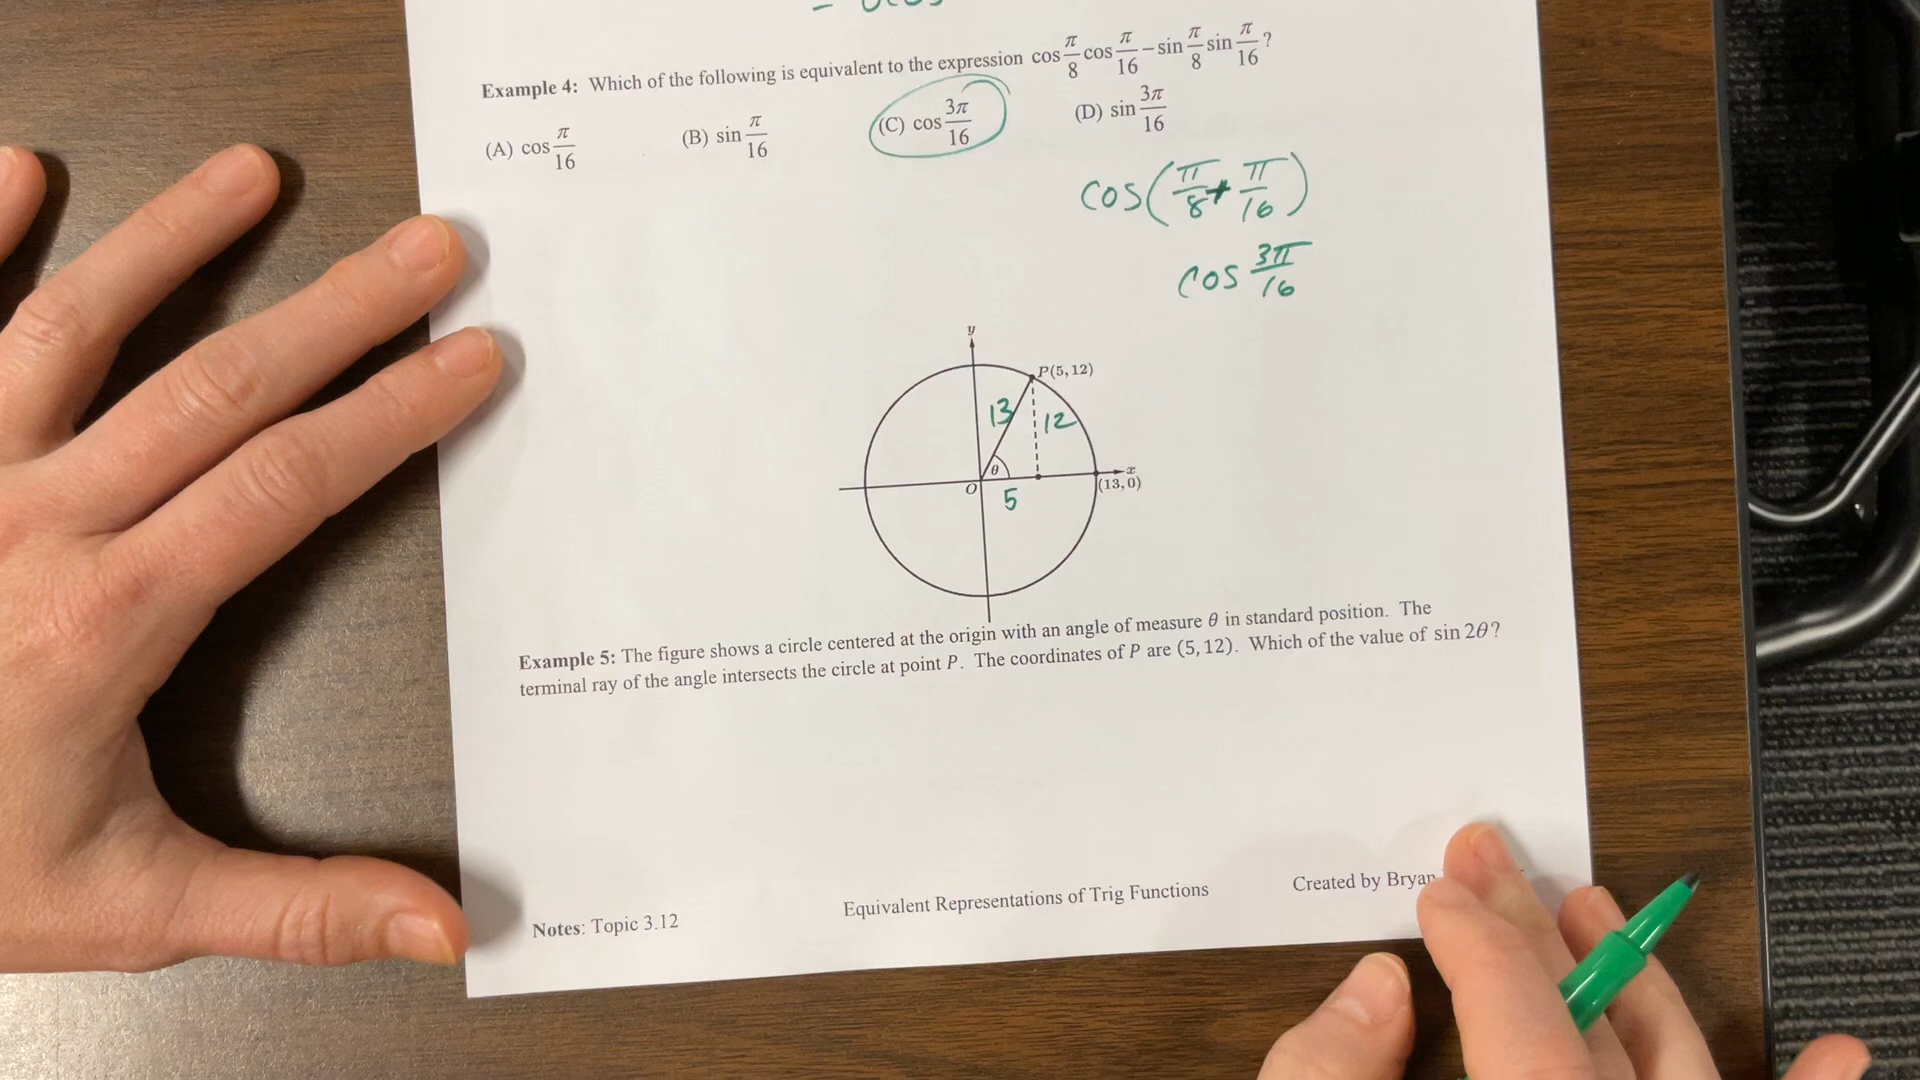 Example 4: Which of the following is equivalent to the expression cos π/8 cos π/16 − sin π/8 sin π/16 ?
(A) cos π/16 (B) sin π/16 (C) cos 3π/16 (D) sin 3π/16
cos(π/8 + π/16)
cos 3π/16
y
P(5, 12)
13
12
θ
x
O
5
(13, 0)
Example 5: The figure shows a circle centered at the origin with an angle of measure θ in standard position. The
terminal ray of the angle intersects the circle at point P. The coordinates of P are (5, 12). Which of the value of sin 2θ?
Notes: Topic 3.12
Equivalent Representations of Trig Functions
Created by Bryan